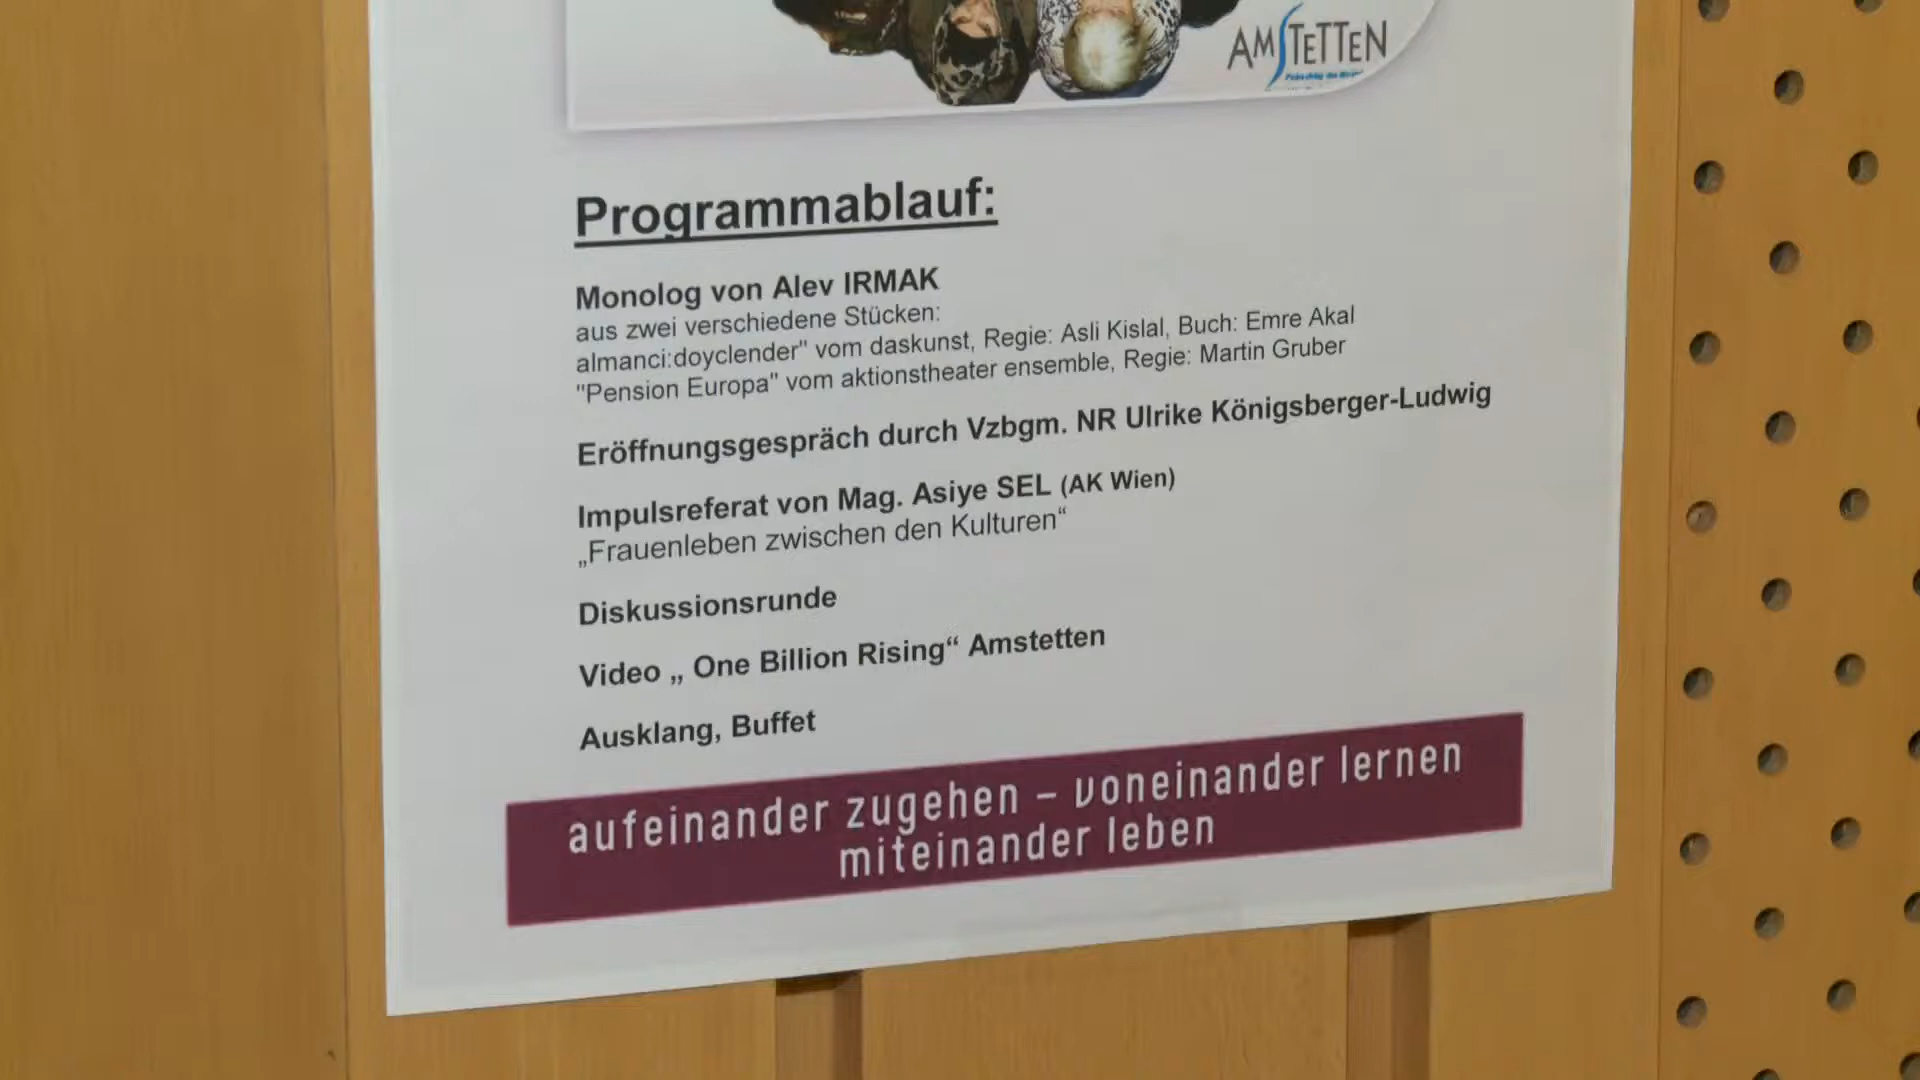 AMSTETTEN
Programmablauf:
Monolog von Alev IRMAK
aus zwei verschiedene Stücken:
almanci:doyclender" vom daskunst, Regie: Asli Kislal, Buch: Emre Akal
"Pension Europa" vom aktionstheater ensemble, Regie: Martin Gruber
Eröffnungsgespräch durch Vzbgm. NR Ulrike Königsberger-Ludwig
Impulsreferat von Mag. Asiye SEL (AK Wien)
„Frauenleben zwischen den Kulturen“
Diskussionsrunde
Video „ One Billion Rising“ Amstetten
Ausklang, Buffet
aufeinander zugehen – voneinander lernen
miteinander leben